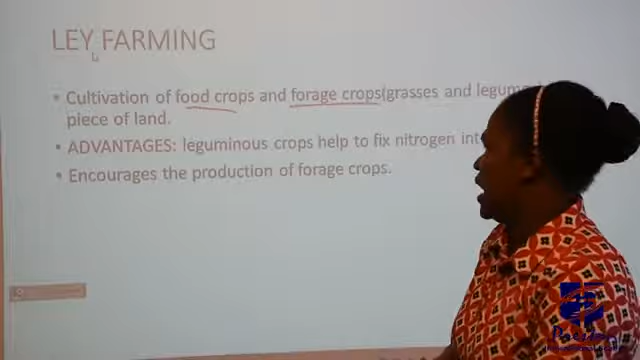 LEY FARMING
• Cultivation of food crops and forage crops(grasses and
piece of land.
• ADVANTAGES: leguminous crops help to fix nitrogen
• Encourages the production of forage crops.
9